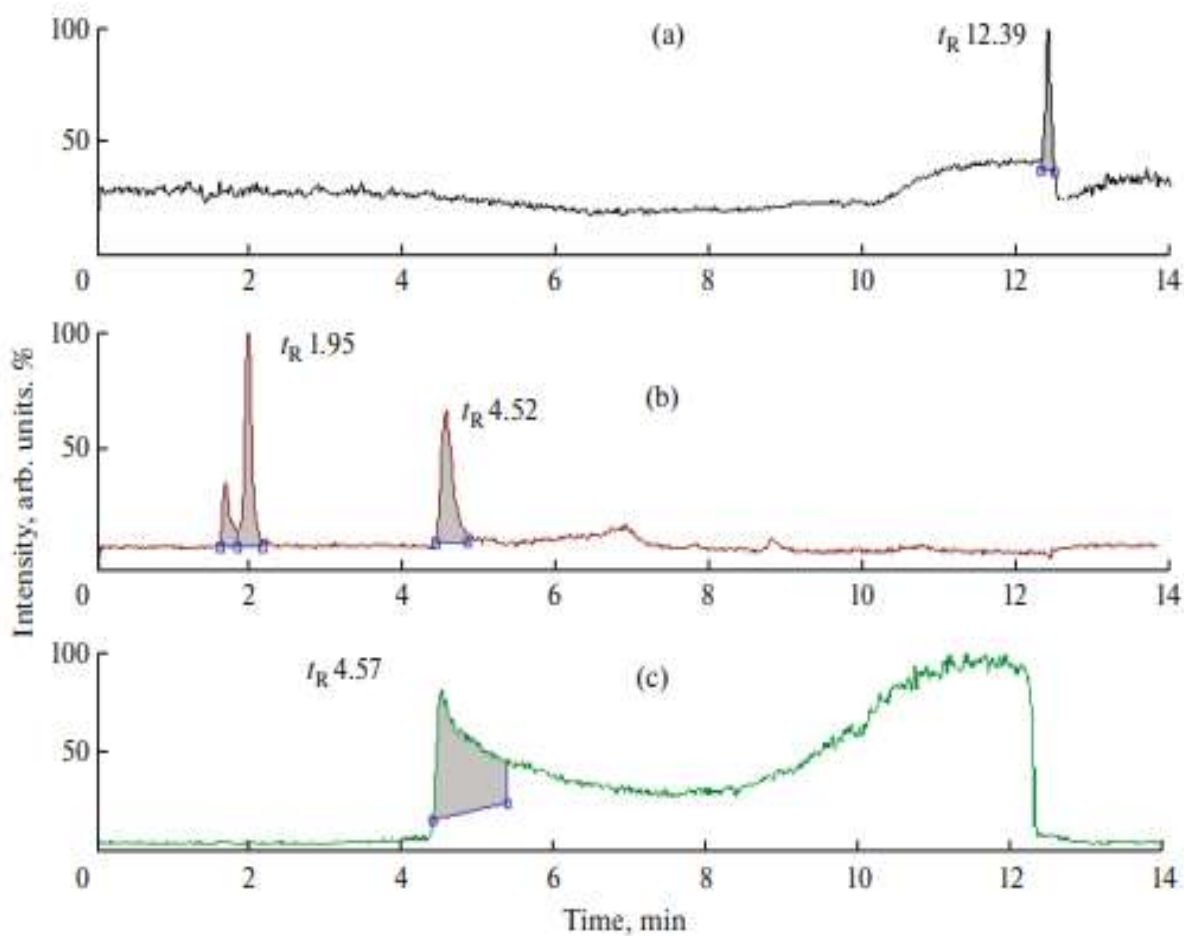 100
50
(a)
tR 12.39
0 2 4 6 8 10 12 14
100
50
tR 1.95
tR 4.52
(b)
0 2 4 6 8 10 12 14
Intensity, arb. units. %
100
50
tR 4.57
(c)
0 2 4 6 8 10 12 14
Time, min